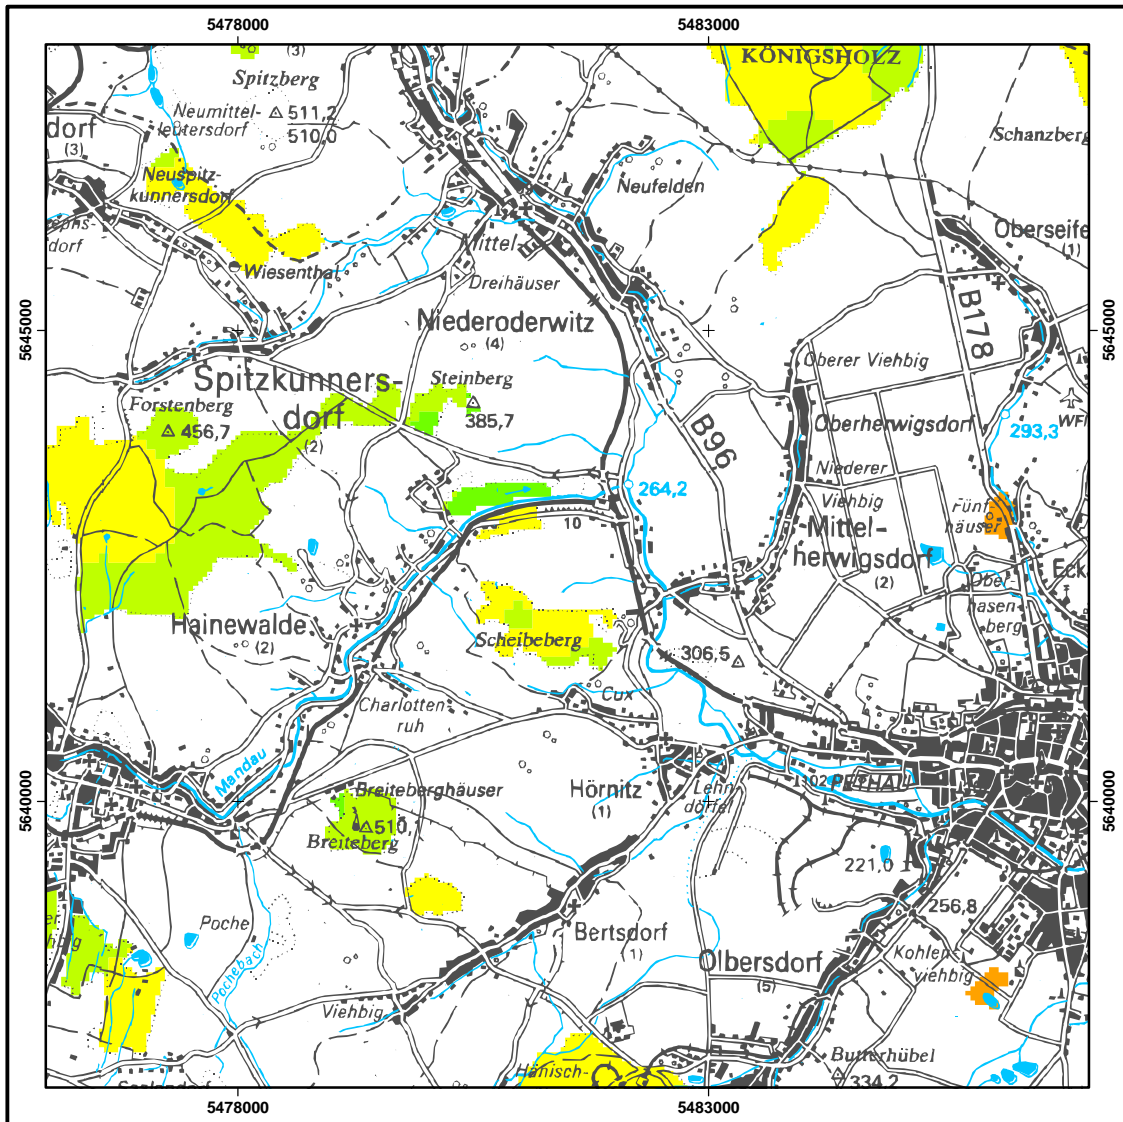 5478000
5483000
KÖNIGSHOLZ
(3)
Spitzberg
Neumittel-
leutersdorf
511,2
510,0
dorf
(3)
Schanzberg
Neuspitz-
kunnersdorf
Neufelden
dorf
Oberseife
(1)
Mittel-
Wiesenthal
Dreihäuser
B178
5645000
5645000
Niederoderwitz
(4)
Oberer Viehbig
Spitzkunners-
dorf
(2)
Steinberg
385,7
Forstenberg
456,7
B96
Oberherwigsdorf
293,3
WF
Niederer
Viehbig
264,2
Fünf-
häuser
10
Mittel-
herwigsdorf
(2)
Eck
Ober-
hasen-
berg
Hainewalde
(2)
Scheibeberg
306,5
Cux
Charlotten-
ruh
Mandau
5640000
5640000
Breiteberghäuser
Hörnitz
(1)
102
510,
Breiteberg
221,0
256,8
Poche
Bertsdorf
(1)
Olbersdorf
(5)
Kohlen
viehbig
Pochebach
Viehbig
Butterhübel
334,2
Hänisch-
5478000
5483000